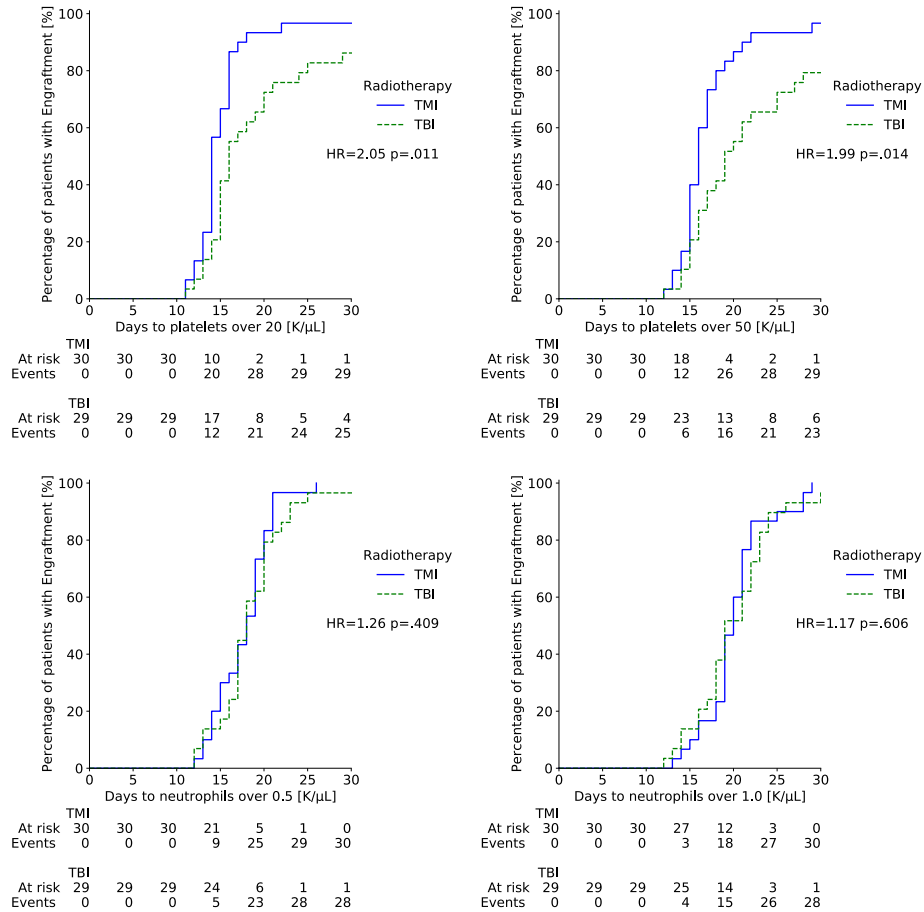 Percentage of patients with Engraftment [%]
100
80
60
40
20
0
Radiotherapy
TMI
TBI
HR=2.05 p=.011
0 5 10 15 20 25 30
Days to platelets over 20 [K/μL]
TMI
At risk 30 30 30 10 2 1 1
Events 0 0 0 20 28 29 29
TBI
At risk 29 29 29 17 8 5 4
Events 0 0 0 12 21 24 25
Percentage of patients with Engraftment [%]
100
80
60
40
20
0
Radiotherapy
TMI
TBI
HR=1.99 p=.014
0 5 10 15 20 25 30
Days to platelets over 50 [K/μL]
TMI
At risk 30 30 30 18 4 2 1
Events 0 0 0 12 26 28 29
TBI
At risk 29 29 29 23 13 8 6
Events 0 0 0 6 16 21 23
Percentage of patients with Engraftment [%]
100
80
60
40
20
0
Radiotherapy
TMI
TBI
HR=1.26 p=.409
0 5 10 15 20 25 30
Days to neutrophils over 0.5 [K/μL]
TMI
At risk 30 30 30 21 5 1 0
Events 0 0 0 9 25 29 30
TBI
At risk 29 29 29 24 6 1 1
Events 0 0 0 5 23 28 28
Percentage of patients with Engraftment [%]
100
80
60
40
20
0
Radiotherapy
TMI
TBI
HR=1.17 p=.606
0 5 10 15 20 25 30
Days to neutrophils over 1.0 [K/μL]
TMI
At risk 30 30 30 27 12 3 0
Events 0 0 0 3 18 27 30
TBI
At risk 29 29 29 25 14 3 1
Events 0 0 0 4 15 26 28